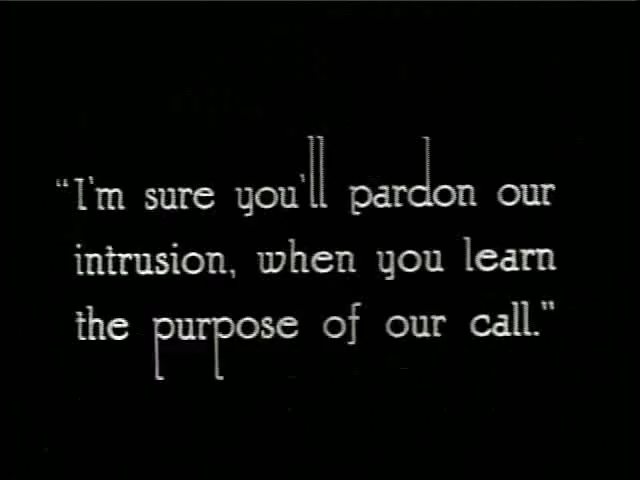 “I'm sure you'll pardon our
intrusion, when you learn
the purpose of our call.”